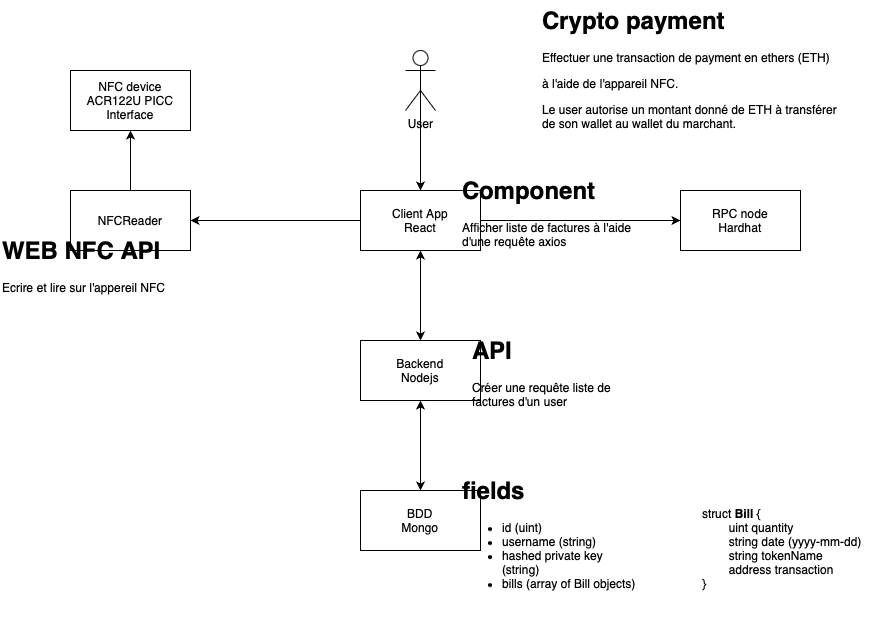 Crypto payment
Effectuer une transaction de payment en ethers (ETH)
à l'aide de l'appareil NFC.
Le user autorise un montant donné de ETH à transférer
de son wallet au wallet du marchant.
NFC device
ACR122U PICC
Interface
User
NFCReader
WEB NFC API
Ecrire et lire sur l'appereil NFC
Client App
React
Component
Afficher liste de factures à l'aide
d'une requête axios
RPC node
Hardhat
Backend
Nodejs
API
Créer une requête liste de
factures d'un user
BDD
Mongo
fields
• id (uint)
• username (string)
• hashed private key
(string)
• bills (array of Bill objects)
struct Bill {
uint quantity
string date (yyyy-mm-dd)
string tokenName
address transaction
}